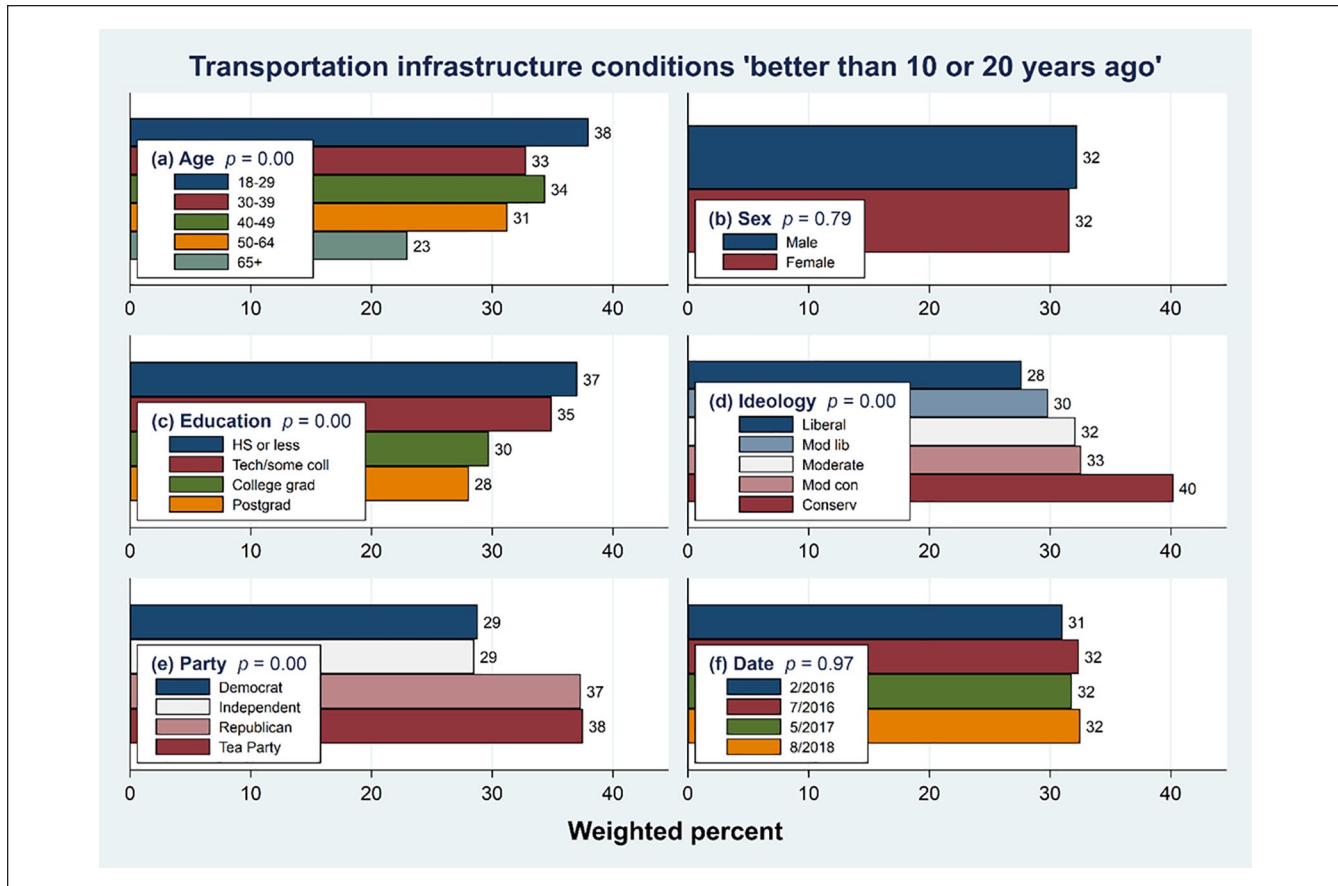 Transportation infrastructure conditions 'better than 10 or 20 years ago'
38
(a) Age p = 0.00
33
18-29
34
30-39
40-49
31
50-64
23
65+
0 10 20 30 40
32
(b) Sex p = 0.79
32
Male
Female
0 10 20 30 40
37
(c) Education p = 0.00
35
HS or less
Tech/some coll
30
College grad
28
Postgrad
0 10 20 30 40
28
(d) Ideology p = 0.00
30
Liberal
Mod lib
32
Moderate
33
Mod con
40
Conserv
0 10 20 30 40
29
(e) Party p = 0.00
29
Democrat
Independent
37
Republican
38
Tea Party
0 10 20 30 40
31
(f) Date p = 0.97
32
2/2016
7/2016
32
5/2017
32
8/2018
0 10 20 30 40
Weighted percent